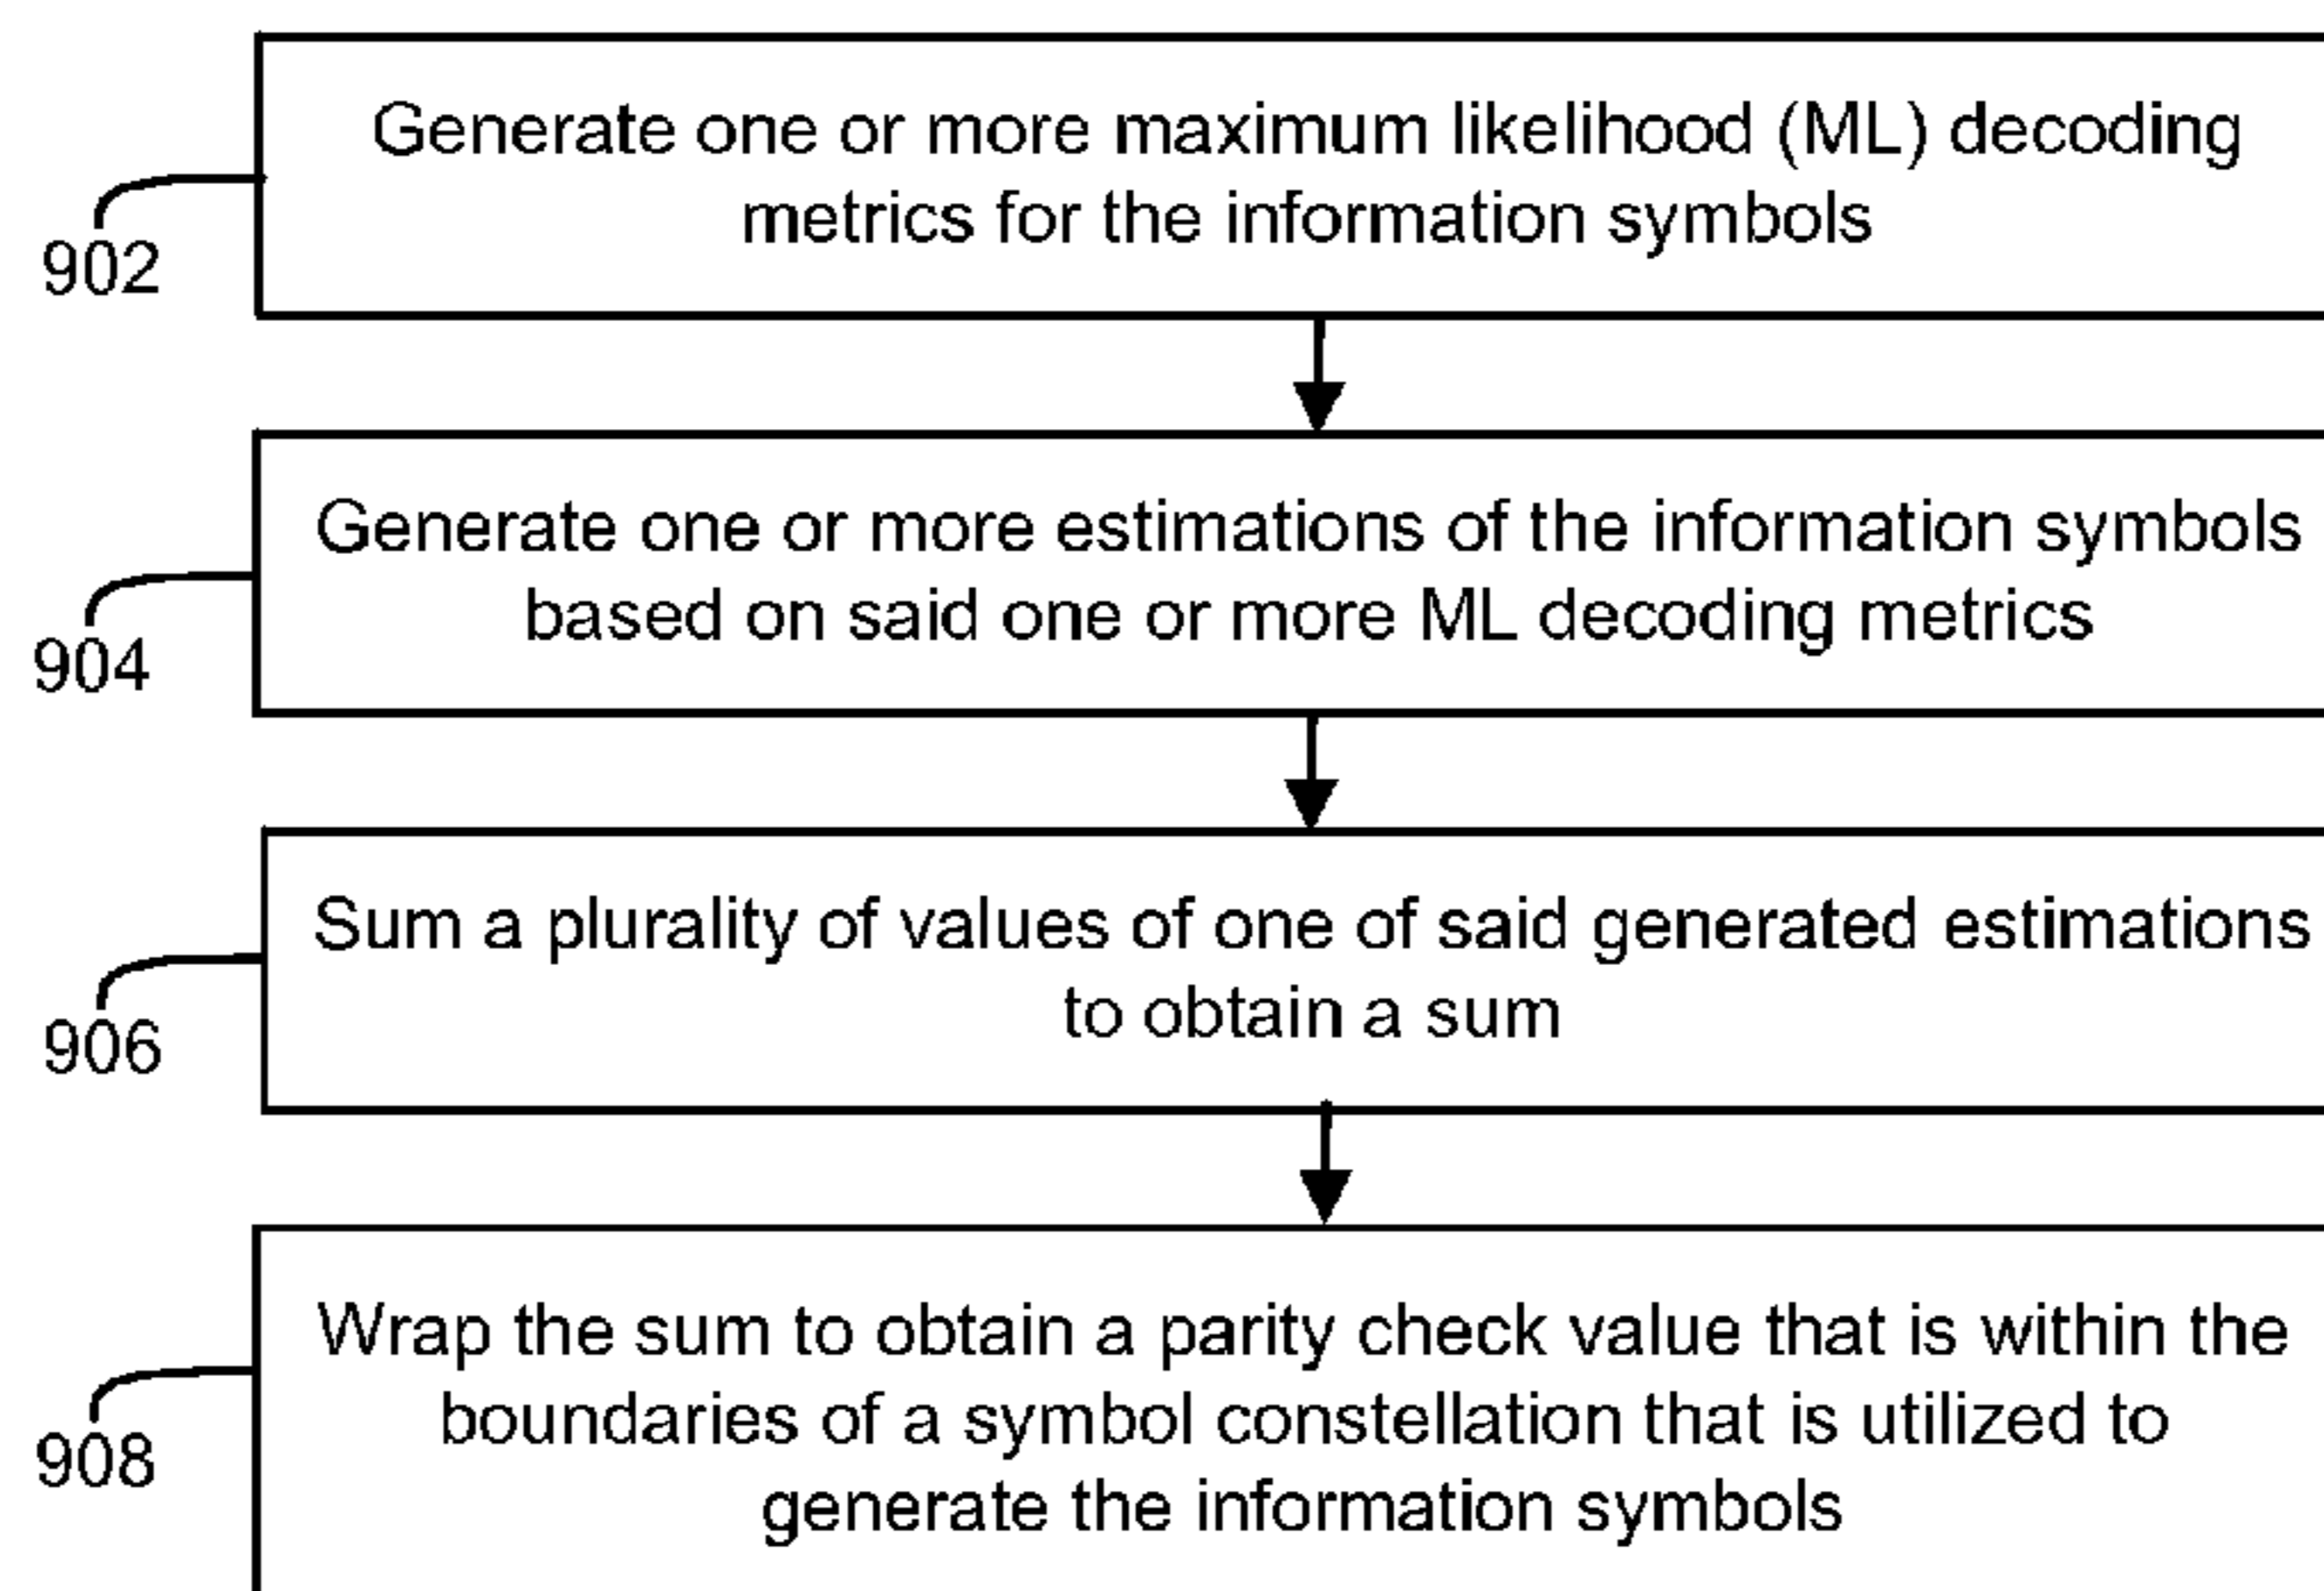 Generate one or more maximum likelihood (ML) decoding
metrics for the information symbols
902
Generate one or more estimations of the information symbols
based on said one or more ML decoding metrics
904
Sum a plurality of values of one of said generated estimations
to obtain a sum
906
Wrap the sum to obtain a parity check value that is within the
boundaries of a symbol constellation that is utilized to
generate the information symbols
908